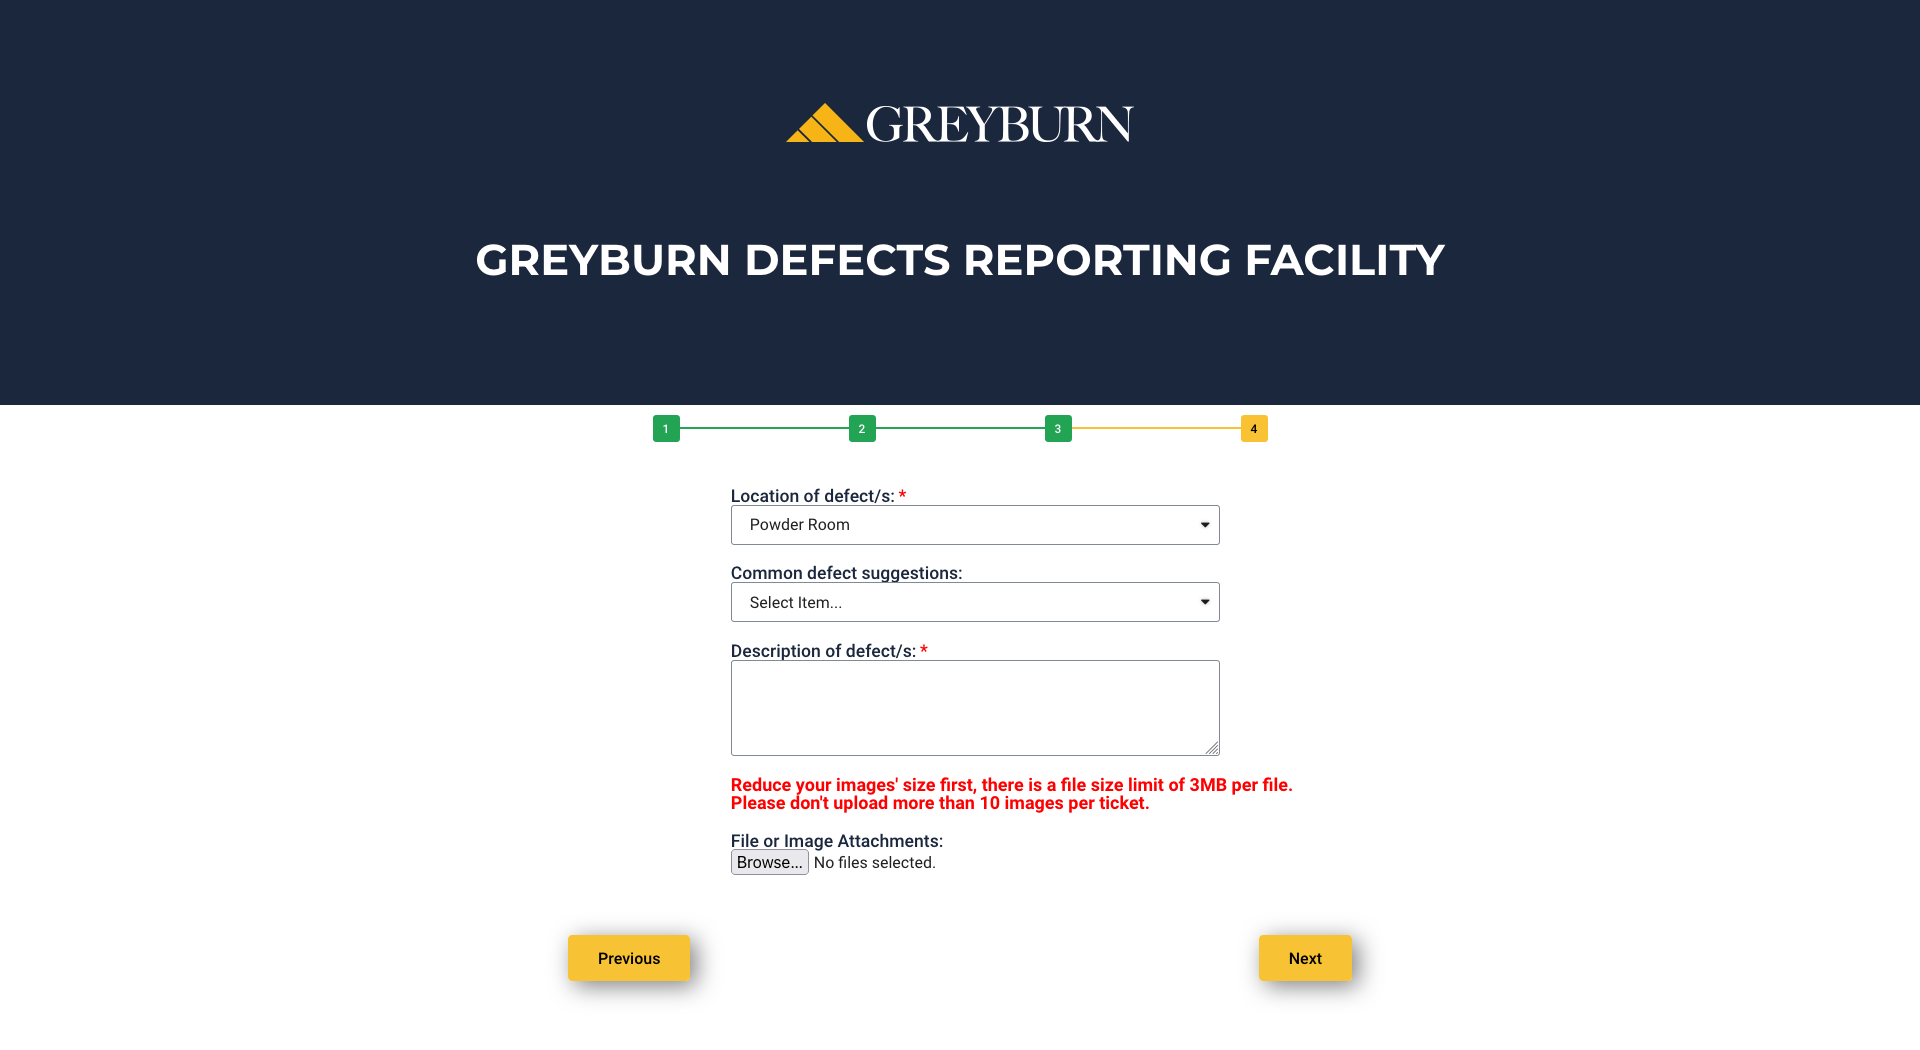 GREYBURN
GREYBURN DEFECTS REPORTING FACILITY
1 2 3 4
Location of defect/s: *
Powder Room
Common defect suggestions:
Select Item...
Description of defect/s: *
Reduce your images' size first, there is a file size limit of 3MB per file.
Please don't upload more than 10 images per ticket.
File or Image Attachments:
Browse... No files selected.
Previous Next